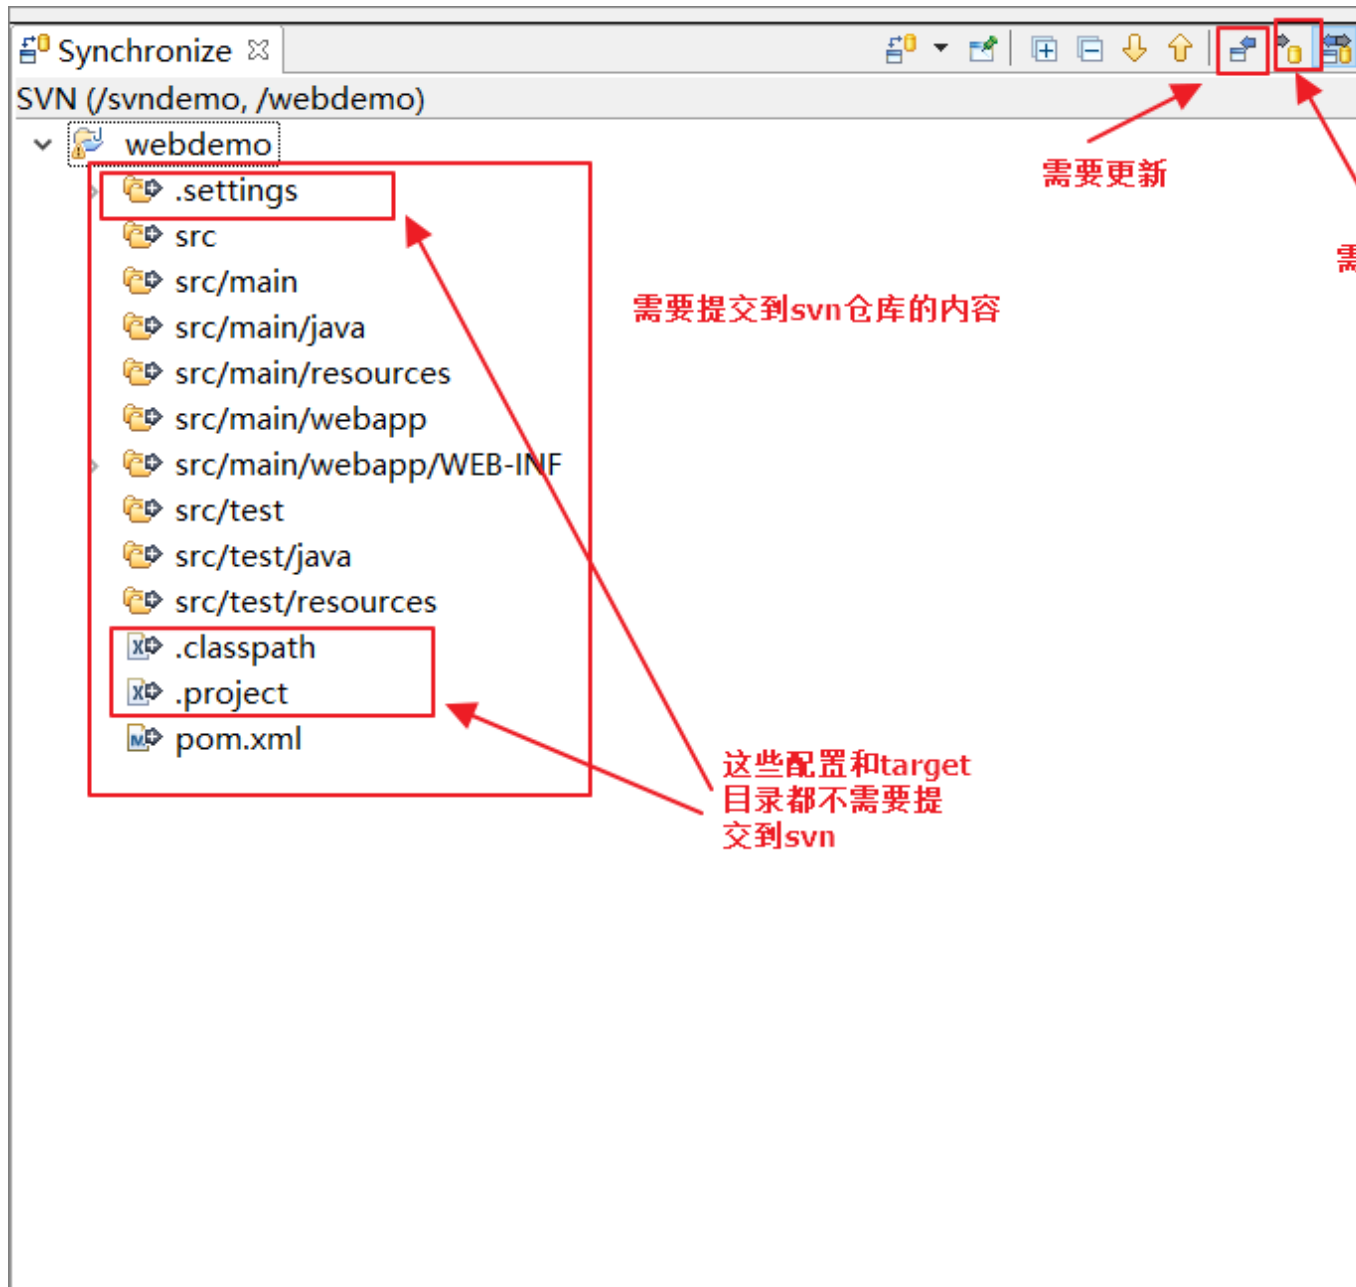 Synchronize
SVN (/svndemo, /webdemo)
webdemo
需要更新
.settings
src
需
src/main
需要提交到svn仓库的内容
src/main/java
src/main/resources
src/main/webapp
src/main/webapp/WEB-INF
src/test
src/test/java
src/test/resources
.classpath
.project
pom.xml
这些配置和target
目录都不需要提
交到svn